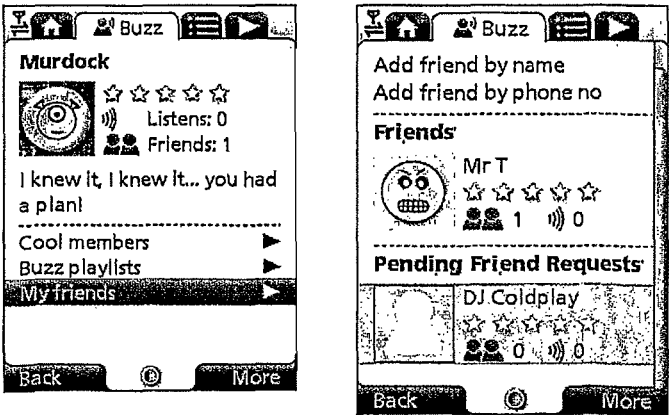 Buzz
Murdock
Listens: 0
Friends: 1
I knew it, I knew it... you had
a plan!
Cool members
Buzz playlists
My friends
Back
More
Buzz
Add friend by name
Add friend by phone no
Friends
Mr T
1 0
Pending Friend Requests
DJ Coldplay
0 0
Back
More